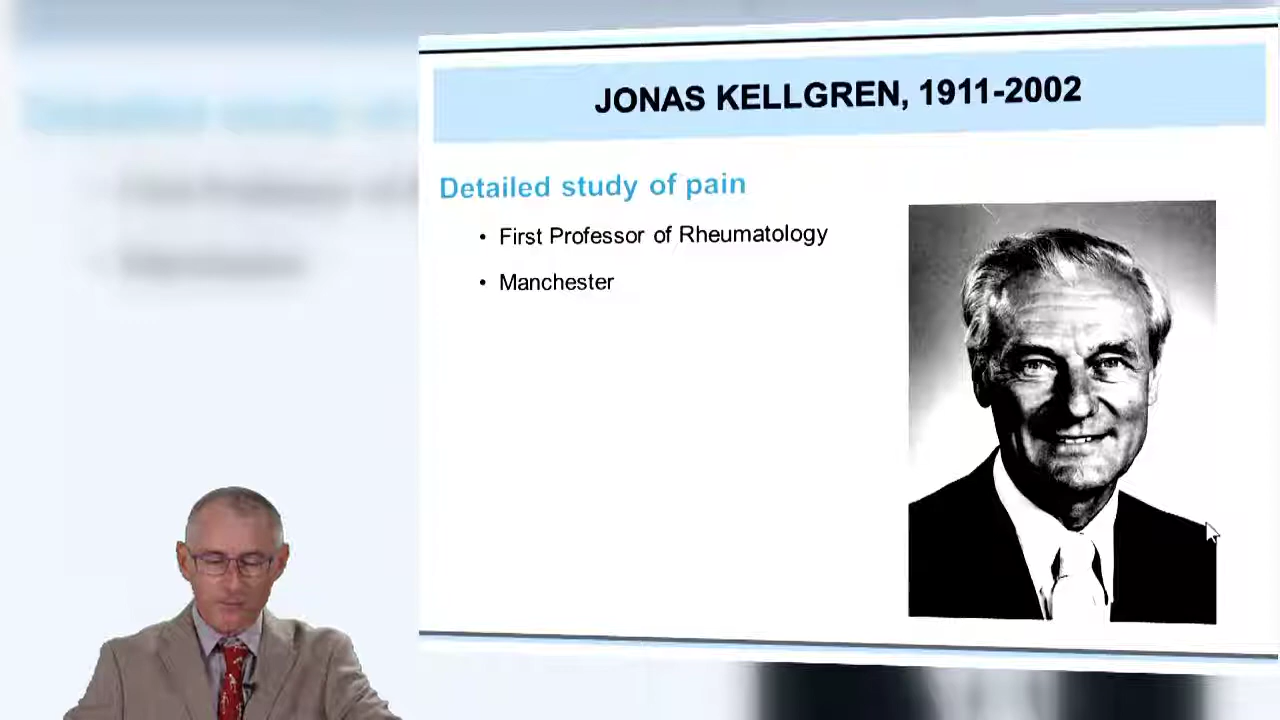 JONAS KELLGREN, 1911-2002
Detailed study of pain
• First Professor of Rheumatology
• Manchester